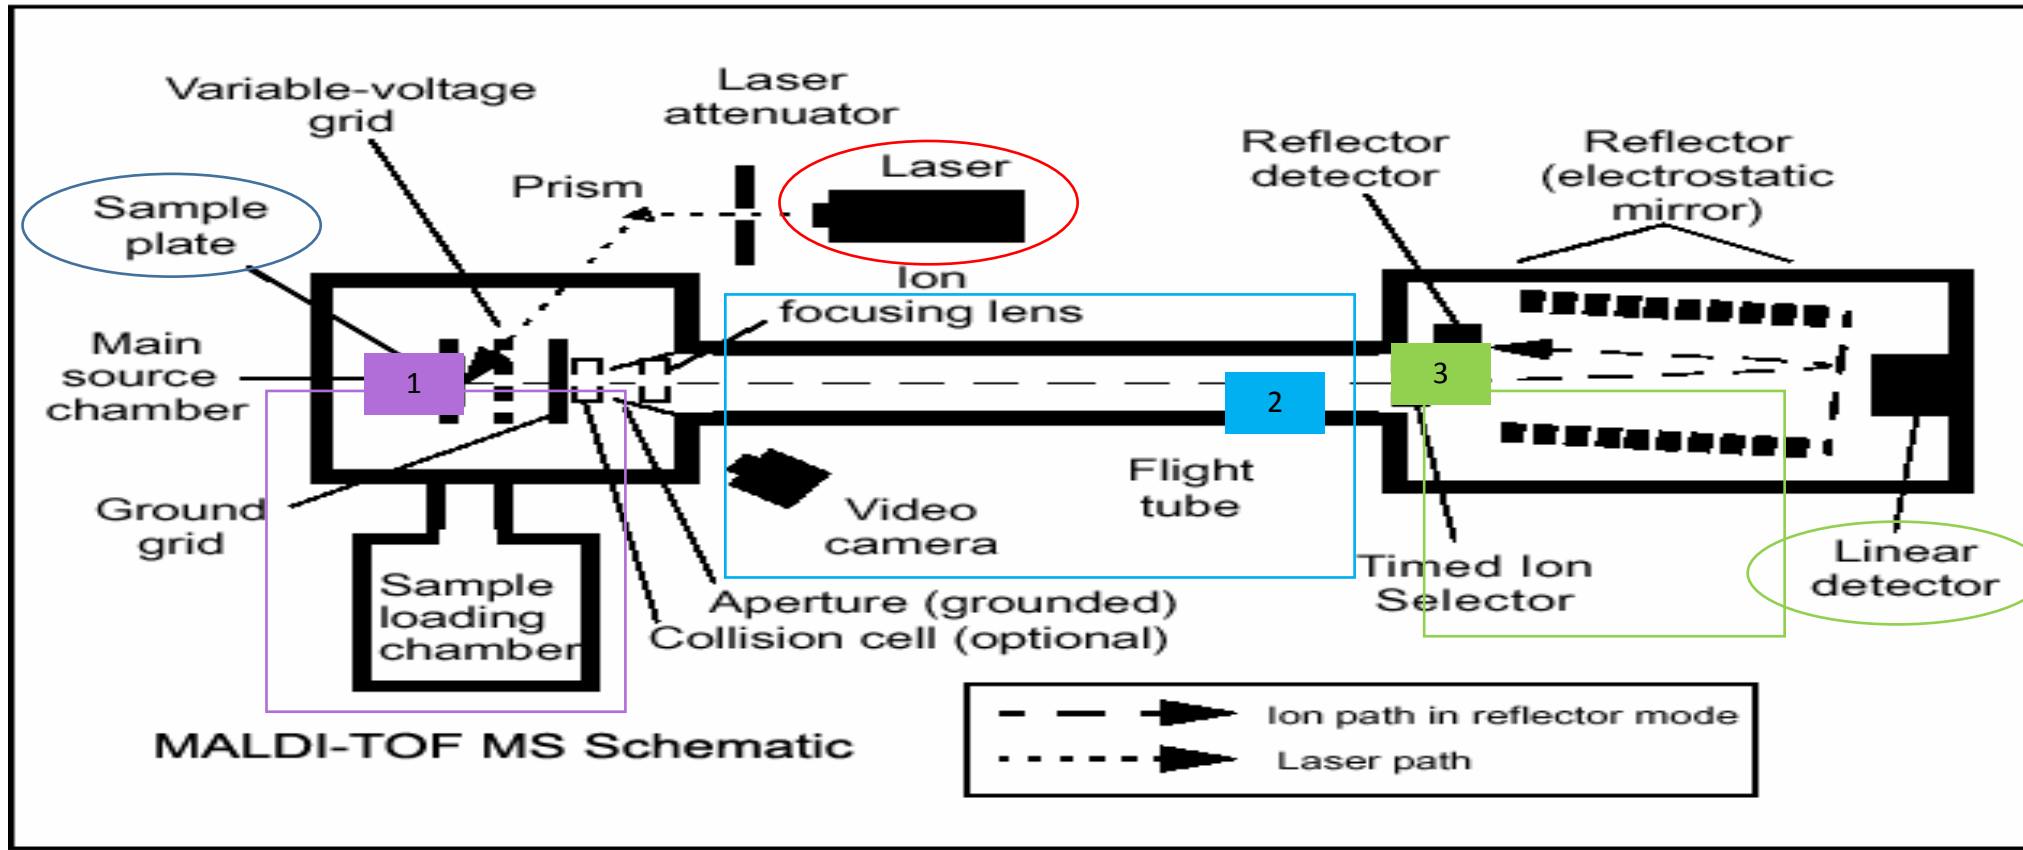 Variable-voltage
grid
Laser
attenuator
Laser
Prism
Sample
plate
Reflector
detector
Reflector
(electrostatic
mirror)
Ion
focusing lens
Main
source
chamber
1
2
3
Ground
grid
Video
camera
Flight
tube
Timed Ion
Selector
Linear
detector
Sample
loading
chamber
Aperture (grounded)
Collision cell (optional)
MALDI-TOF MS Schematic
Ion path in reflector mode
Laser path